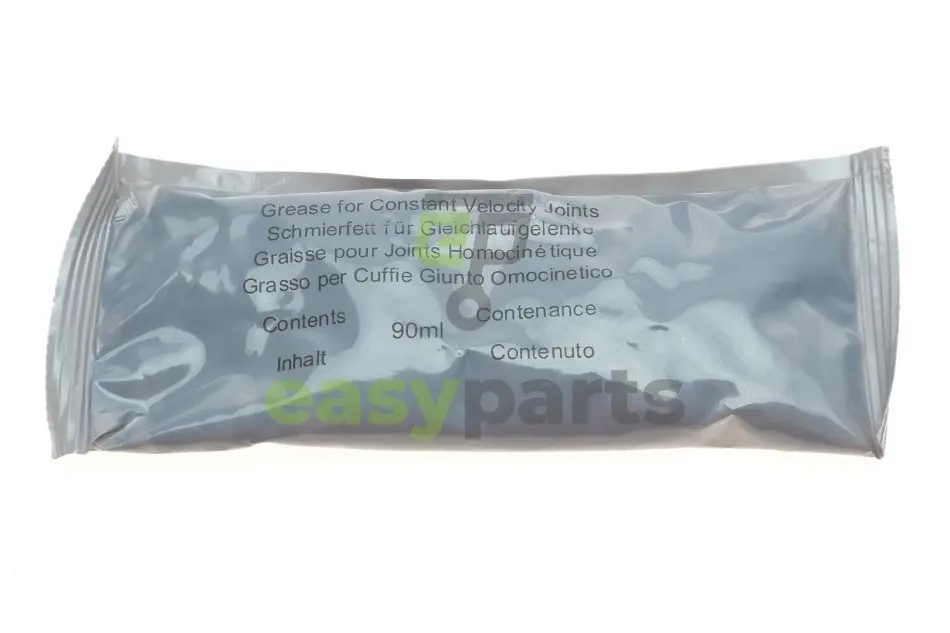 Grease for Constant Velocity Joints
Schmierfett für Gleichlaufgelenke
Graisse pour Joints Homocinétique
Grasso per Cuffie Giunto Omocinetico
Contents 90ml Contenance
Inhalt Contenuto
easyparts